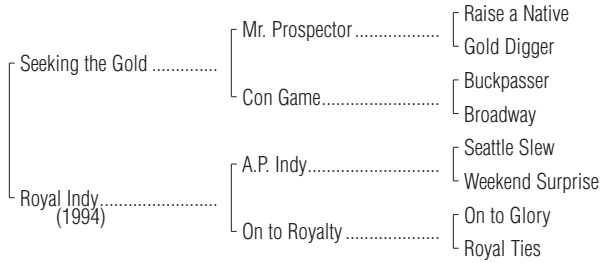 Raise a Native
Mr. Prospector ..................
Gold Digger
Seeking the Gold ..............
Buckpasser
Con Game.........................
Broadway
Seattle Slew
A.P. Indy............................
Weekend Surprise
Royal Indy.........................
(1994)
On to Glory
On to Royalty ....................
Royal Ties